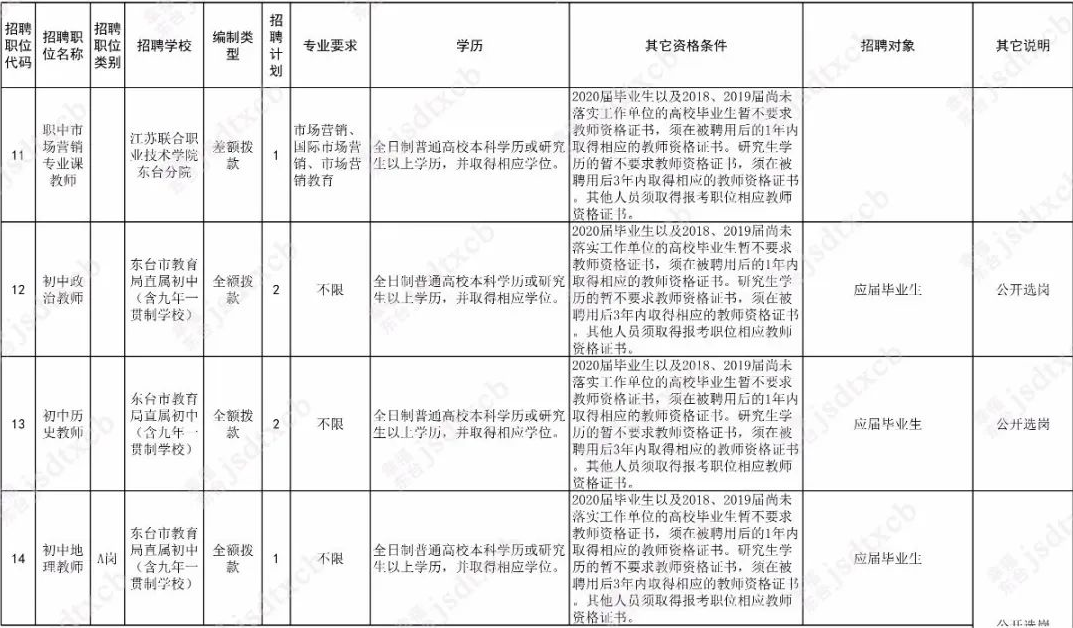 招聘职位代码
招聘职位名称
招聘职位类别
招聘学校
编制类型
招聘计划
专业要求
学历
其它资格条件
招聘对象
其它说明
11
职中市
场营销
专业课
教师
江苏联合职
业技术学院
东台分院
差额拨
款
1
市场营销、
国际市场营
销、市场营
销教育
全日制普通高校本科学历或研究
生以上学历，并取得相应学位。
2020届毕业生以及2018、2019届尚未
落实工作单位的高校毕业生暂不要求
教师资格证书，须在被聘用后的1年内
取得相应的教师资格证书。研究生学
历的暂不要求教师资格证书，须在被
聘用后3年内取得相应的教师资格证书
。其他人员须取得报考职位相应教师
资格证书。
12
初中政
治教师
东台市教育
局直属初中
（含九年一
贯制学校）
全额拨
款
2
不限
全日制普通高校本科学历或研究
生以上学历，并取得相应学位。
2020届毕业生以及2018、2019届尚未
落实工作单位的高校毕业生暂不要求
教师资格证书，须在被聘用后的1年内
取得相应的教师资格证书。研究生学
历的暂不要求教师资格证书，须在被
聘用后3年内取得相应的教师资格证书
。其他人员须取得报考职位相应教师
资格证书。
应届毕业生
公开选岗
13
初中历
史教师
东台市教育
局直属初中
（含九年一
贯制学校）
全额拨
款
2
不限
全日制普通高校本科学历或研究
生以上学历，并取得相应学位。
2020届毕业生以及2018、2019届尚未
落实工作单位的高校毕业生暂不要求
教师资格证书，须在被聘用后的1年内
取得相应的教师资格证书。研究生学
历的暂不要求教师资格证书，须在被
聘用后3年内取得相应的教师资格证书
。其他人员须取得报考职位相应教师
资格证书。
应届毕业生
公开选岗
14
初中地
理教师
A岗
东台市教育
局直属初中
（含九年一
贯制学校）
全额拨
款
1
不限
全日制普通高校本科学历或研究
生以上学历，并取得相应学位。
2020届毕业生以及2018、2019届尚未
落实工作单位的高校毕业生暂不要求
教师资格证书，须在被聘用后的1年内
取得相应的教师资格证书。研究生学
历的暂不要求教师资格证书，须在被
聘用后3年内取得相应的教师资格证书
。其他人员须取得报考职位相应教师
资格证书。
应届毕业生
公开选岗